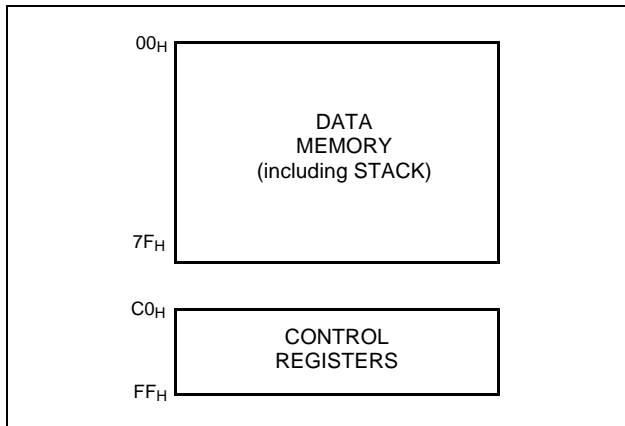 00H
DATA
MEMORY
(including STACK)
7FH
C0H
CONTROL
REGISTERS
FFH